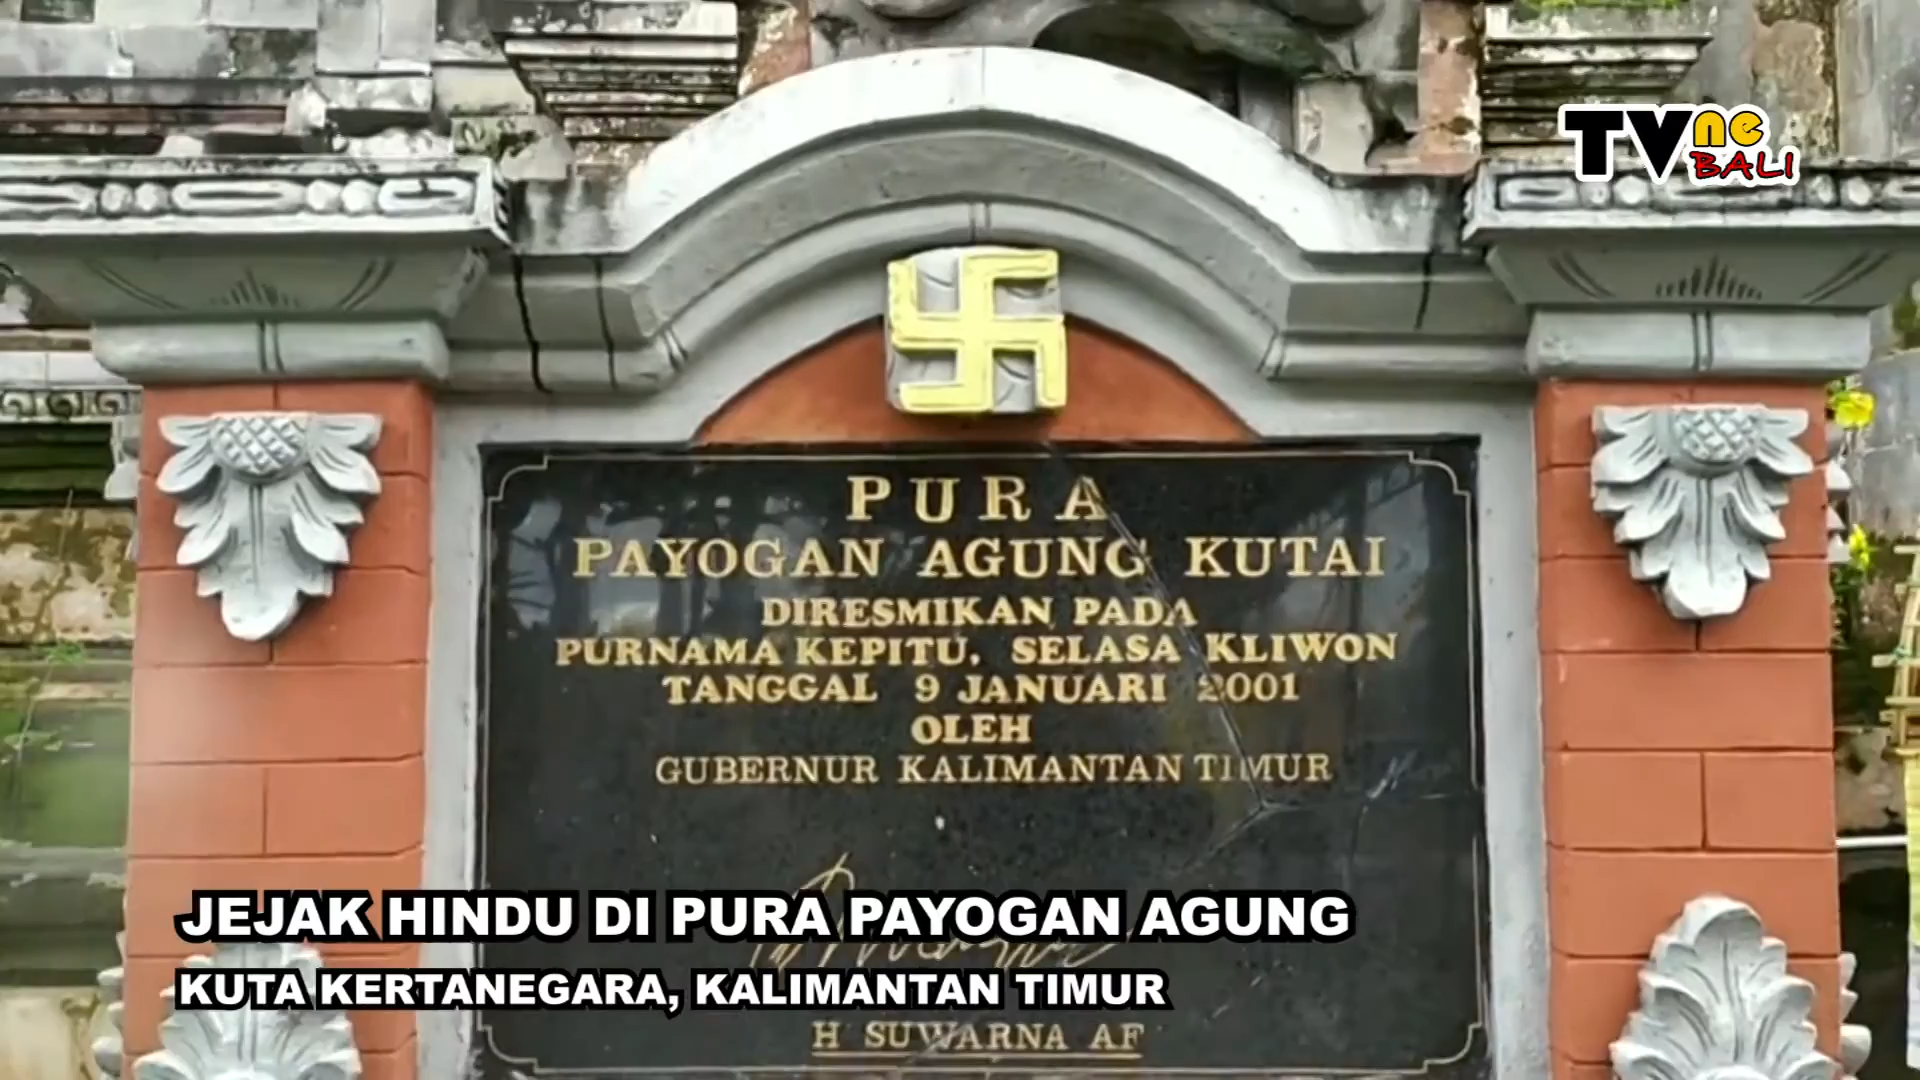 TVne
BALI
PURA
PAYOGAN AGUNG KUTAI
DIRESMIKAN PADA
PURNAMA KEPITU, SELASA KLIWON
TANGGAL 9 JANUARI 2001
OLEH
GUBERNUR KALIMANTAN TIMUR
JEJAK HINDU DI PURA PAYOGAN AGUNG
KUTA KERTANEGARA, KALIMANTAN TIMUR
H SUWARNA AF